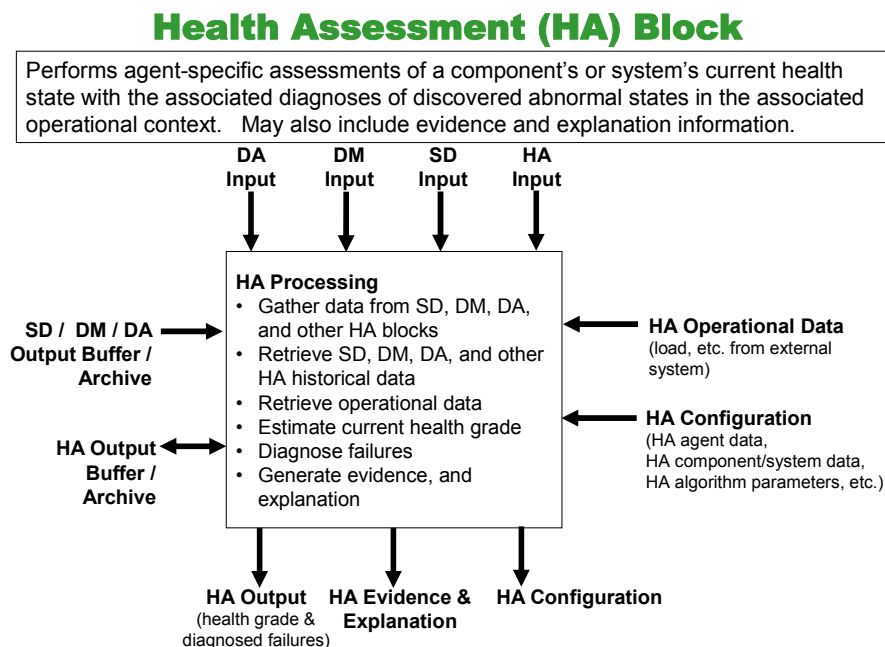 Health Assessment (HA) Block
Performs agent-specific assessments of a component's or system's current health
state with the associated diagnoses of discovered abnormal states in the associated
operational context.   May also include evidence and explanation information.
DA
Input
DM
Input
SD
Input
HA
Input
SD /  DM / DA
Output Buffer /
Archive
HA Output
Buffer /
Archive
HA Processing
• Gather data from SD, DM, DA,
and other HA blocks
• Retrieve SD, DM, DA, and other
HA historical data
• Retrieve operational data
• Estimate current health grade
• Diagnose failures
• Generate evidence, and
explanation
HA Operational Data
(load, etc. from external
system)
HA Configuration
(HA agent data,
HA component/system data,
HA algorithm parameters, etc.)
HA Output
(health grade &
diagnosed failures)
HA Evidence &
Explanation
HA Configuration